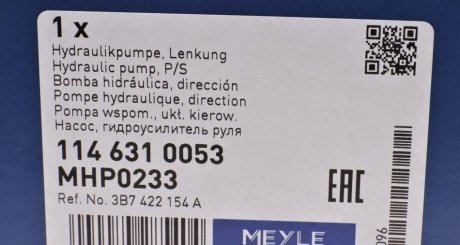 1 x
Hydraulikpumpe, Lenkung
Hydraulic pump, P/S
Bomba hidráulica, dirección
Pompe hydraulique, direction
Pompa wspom., ukł. kierow.
Насос, гидроусилитель руля
114 631 0053
MHP0233
Ref. No. 3B7 422 154 A
EAC
MEYLE